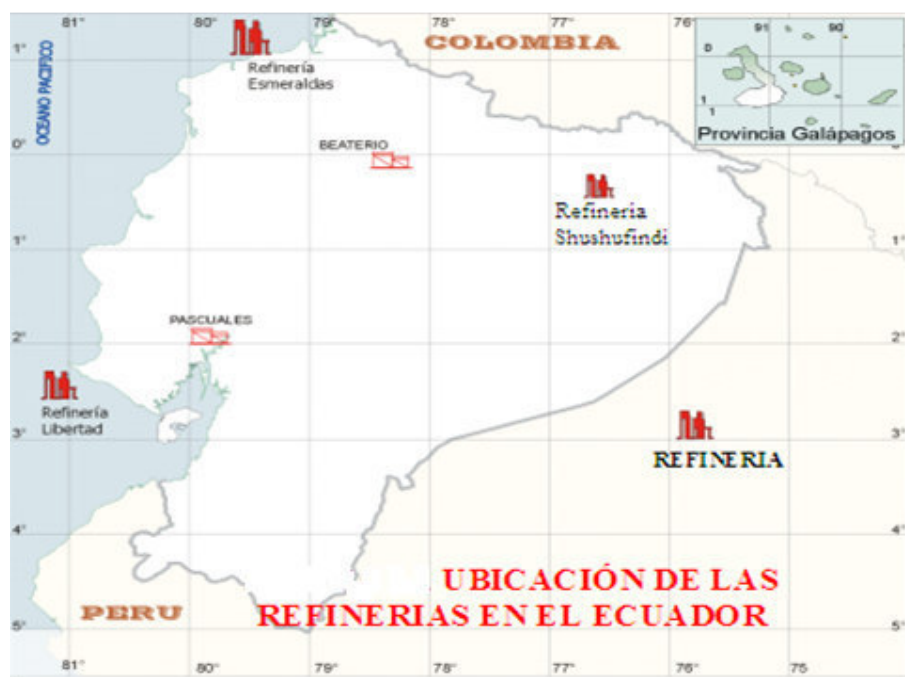 81°
80°
79°
78°
77°
76°
1°
COLOMBIA
OCEANO PACIFICO
Refinería
Esmeraldas
91
90
0
1
Provincia Galápagos
0°
BEATERIO
Refineria
Shushufindi
1°
PASCUALES
2°
Refinería
Libertad
3°
REFINERIA
4°
UBICACIÓN DE LAS
REFINERIAS EN EL ECUADOR
PERU
5°
81°
80°
79°
78°
77°
76°
75